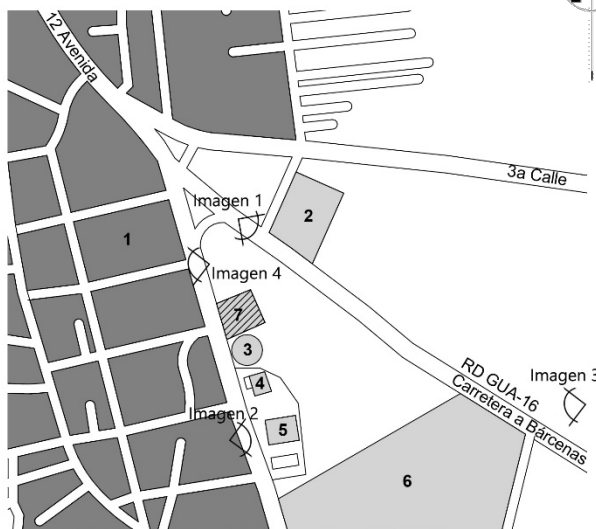 12 Avenida
3a Calle
Imagen 1
2
1
Imagen 4
7
3
RD GUA-16
Carretera a Bárcenas
Imagen 3
4
Imagen 2
5
6